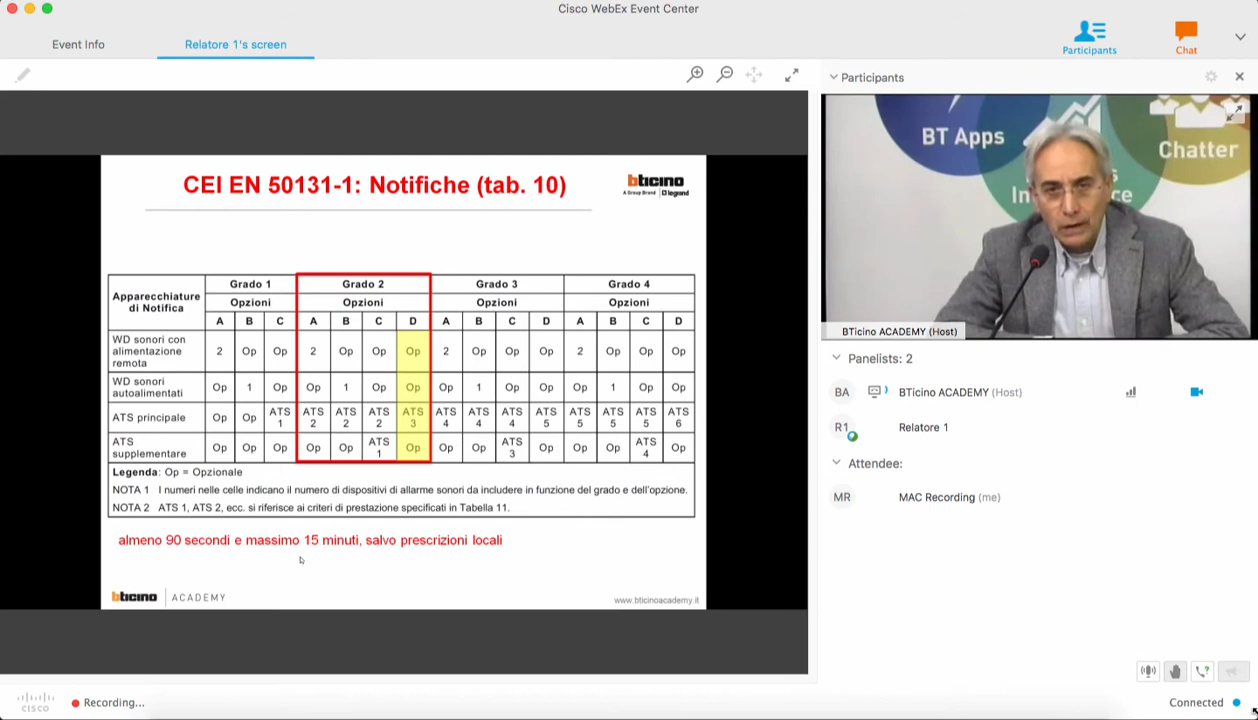 Cisco WebEx Event Center
Event Info
Relatore 1's screen
Participants
Chat
Participants
CEI EN 50131-1: Notifiche (tab. 10)
bticino
A Group Brand | legrand
Apparecchiature di Notifica Grado 1 Grado 2 Grado 3 Grado 4
Opzioni Opzioni Opzioni Opzioni
A B C A B C D A B C D A B C D
WD sonori con alimentazione remota 2 Op Op 2 Op Op Op 2 Op Op Op 2 Op Op Op
WD sonori autoalimentati Op 1 Op Op 1 Op Op Op 1 Op Op Op 1 Op Op
ATS principale Op Op ATS 1 ATS 2 ATS 2 ATS 2 ATS 3 ATS 4 ATS 4 ATS 4 ATS 5 ATS 5 ATS 5 ATS 5 ATS 6
ATS supplementare Op Op Op Op Op ATS 1 Op Op Op ATS 3 Op Op Op ATS 4 Op
Legenda: Op = Opzionale
NOTA 1 I numeri nelle celle indicano il numero di dispositivi di allarme sonori da includere in funzione del grado e dell'opzione.
NOTA 2 ATS 1, ATS 2, ecc. si riferisce ai criteri di prestazione specificati in Tabella 11.
almeno 90 secondi e massimo 15 minuti, salvo prescrizioni locali
bticino | ACADEMY
www.bticinoacademy.it
BT Apps
Chatter
In
s
ce
BTicino ACADEMY (Host)
Panelists: 2
BA BTicino ACADEMY (Host)
R1 Relatore 1
Attendee:
MR MAC Recording (me)
CISCO
Recording...
Connected